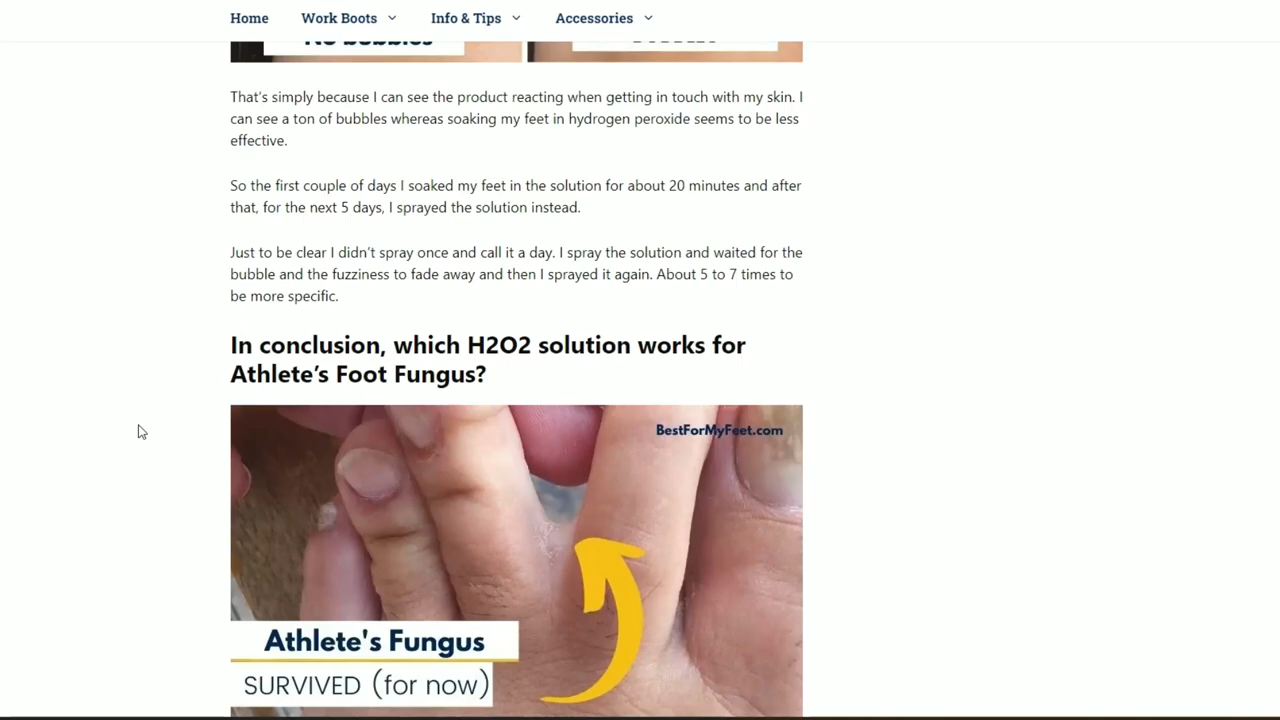 Home Work Boots Info & Tips Accessories
No bubbles
That's simply because I can see the product reacting when getting in touch with my skin. I
can see a ton of bubbles whereas soaking my feet in hydrogen peroxide seems to be less
effective.
So the first couple of days I soaked my feet in the solution for about 20 minutes and after
that, for the next 5 days, I sprayed the solution instead.
Just to be clear I didn't spray once and call it a day. I spray the solution and waited for the
bubble and the fuzziness to fade away and then I sprayed it again. About 5 to 7 times to
be more specific.
In conclusion, which H2O2 solution works for
Athlete's Foot Fungus?
BestForMyFeet.com
Athlete's Fungus
SURVIVED (for now)